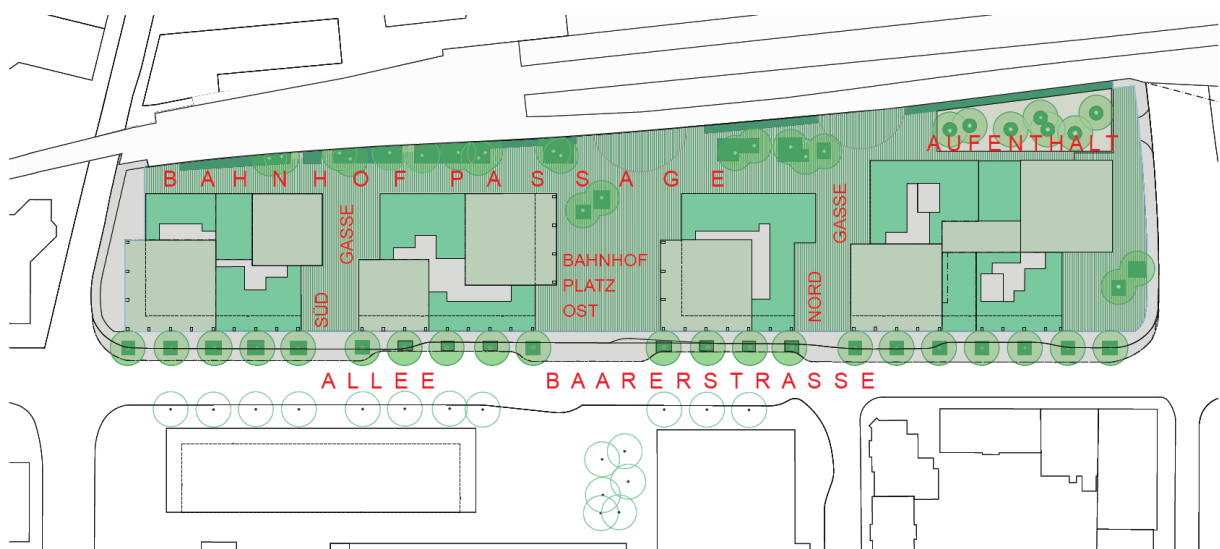 AUFENTHALT
BAHNHOF PASSAGE
GASSE
SÜD
BAHNHOF
PLATZ
OST
GASSE
NORD
ALLEE BAARERSTRASSE